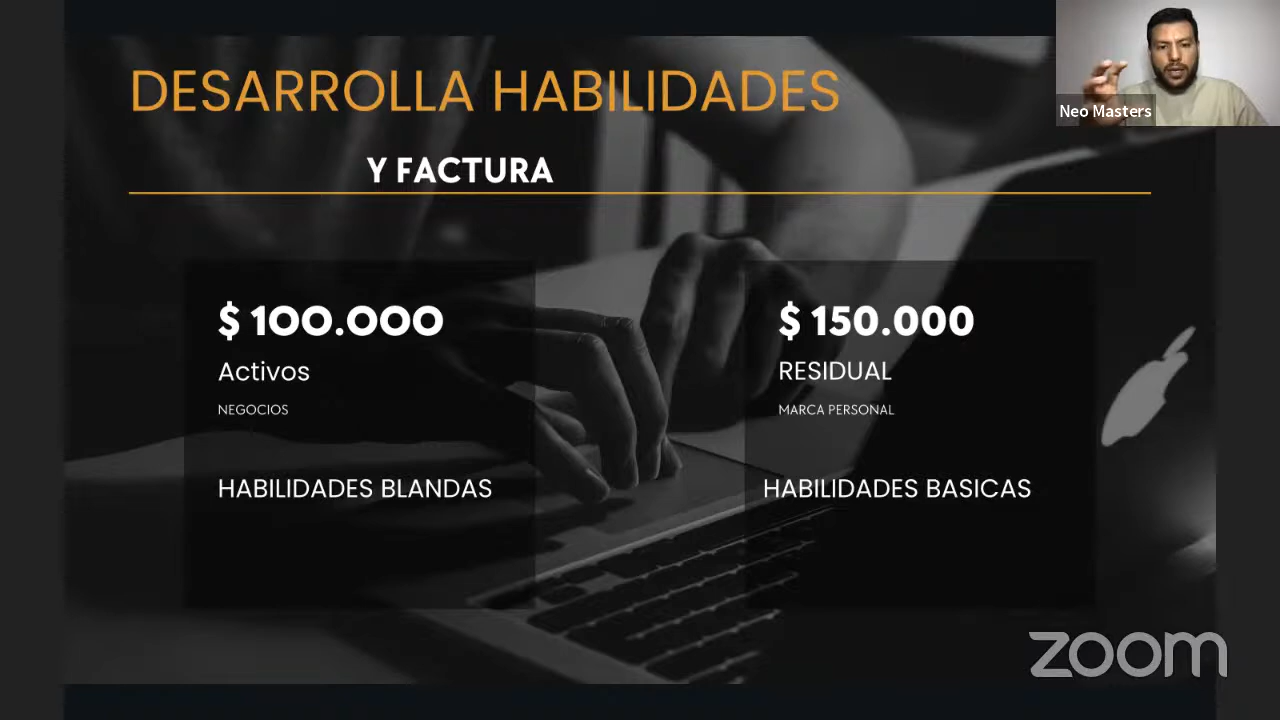 DESARROLLA HABILIDADES
Neo Masters
Y FACTURA
$ 100.000
Activos
NEGOCIOS
HABILIDADES BLANDAS
$ 150.000
RESIDUAL
MARCA PERSONAL
HABILIDADES BASICAS
zoom